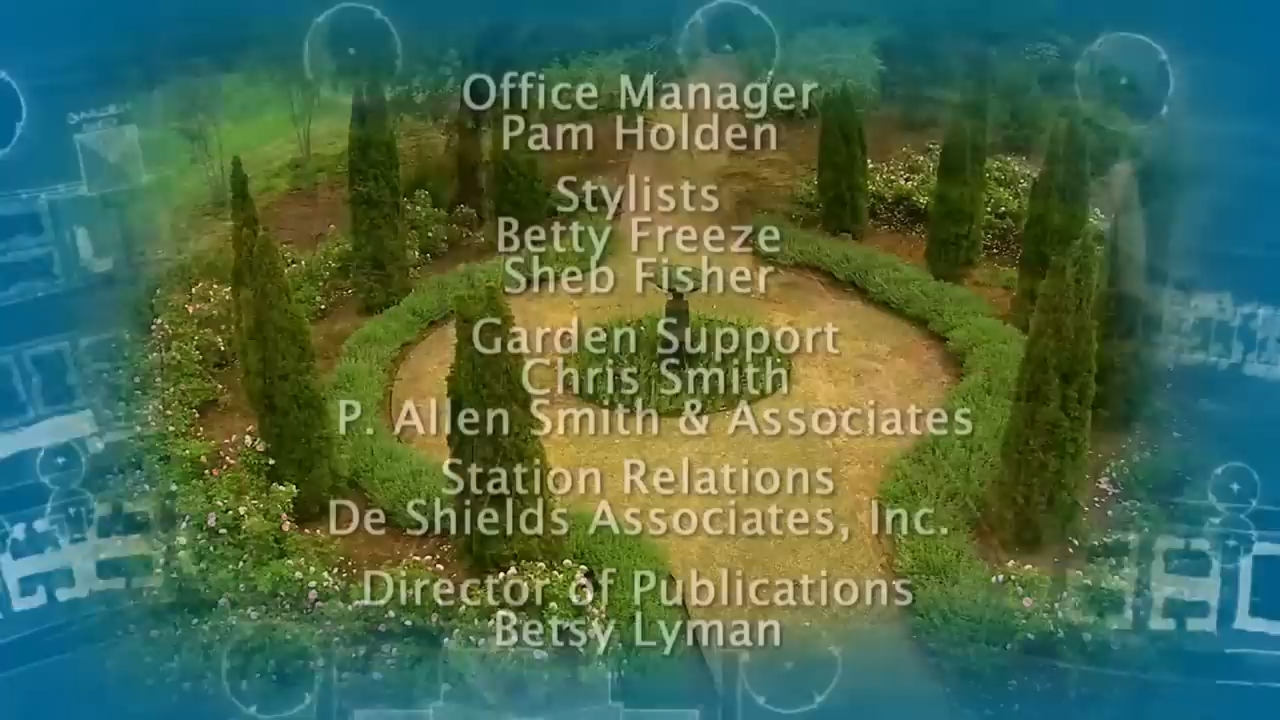 Office Manager
Pam Holden
Stylists
Betty Freeze
Sheb Fisher
Garden Support
Chris Smith
P. Allen Smith & Associates
Station Relations
De Shields Associates, Inc.
Director of Publications
Betsy Lyman